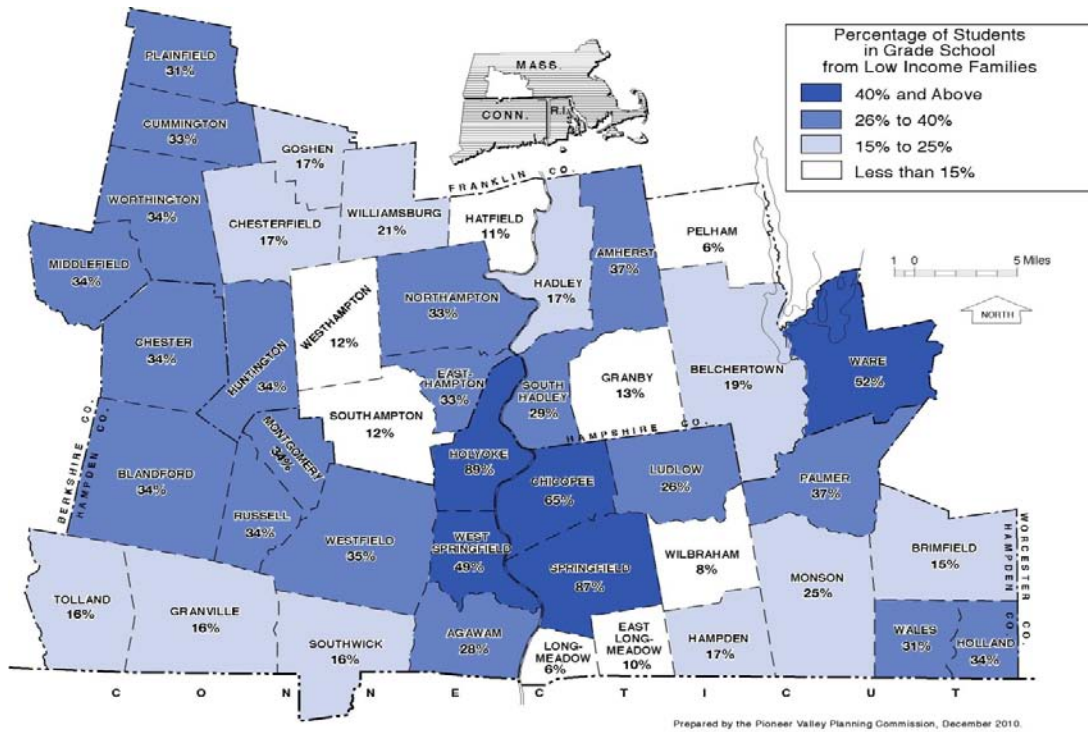 Percentage of Students
in Grade School
from Low Income Families
40% and Above
26% to 40%
15% to 25%
Less than 15%
MASS.
CONN.
R.I.
1 0 5 Miles
NORTH
PLAINFIELD
31%
CUMMINGTON
33%
GOSHEN
17%
WORTHINGTON
34%
CHESTERFIELD
17%
WILLIAMSBURG
21%
FRANKLIN CO.
HATFIELD
11%
HADLEY
17%
AMHERST
37%
PELHAM
6%
MIDDLEFIELD
34%
NORTHAMPTON
33%
WESTHAMPTON
12%
CHESTER
34%
HUNTINGTON
34%
EAST-
HAMPTON
33%
SOUTH
HADLEY
29%
GRANBY
13%
BELCHERTOWN
19%
WARE
52%
SOUTHAMPTON
12%
HAMPSHIRE CO.
MONTGOMERY
34%
HOLYOKE
89%
CHICOPEE
65%
LUDLOW
26%
PALMER
37%
BERKSHIRE CO.
HAMPDEN CO.
BLANDFORD
34%
RUSSELL
34%
WESTFIELD
35%
WEST
SPRINGFIELD
49%
SPRINGFIELD
87%
WILBRAHAM
8%
MONSON
25%
BRIMFIELD
15%
WORCESTER CO.
HAMPDEN CO.
TOLLAND
16%
GRANVILLE
16%
SOUTHWICK
16%
AGAWAM
28%
LONG-
MEADOW
6%
EAST
LONG-
MEADOW
10%
HAMPDEN
17%
WALES
31%
HOLLAND
34%
CONNECTICUT
Prepared by the Pioneer Valley Planning Commission, December 2010.